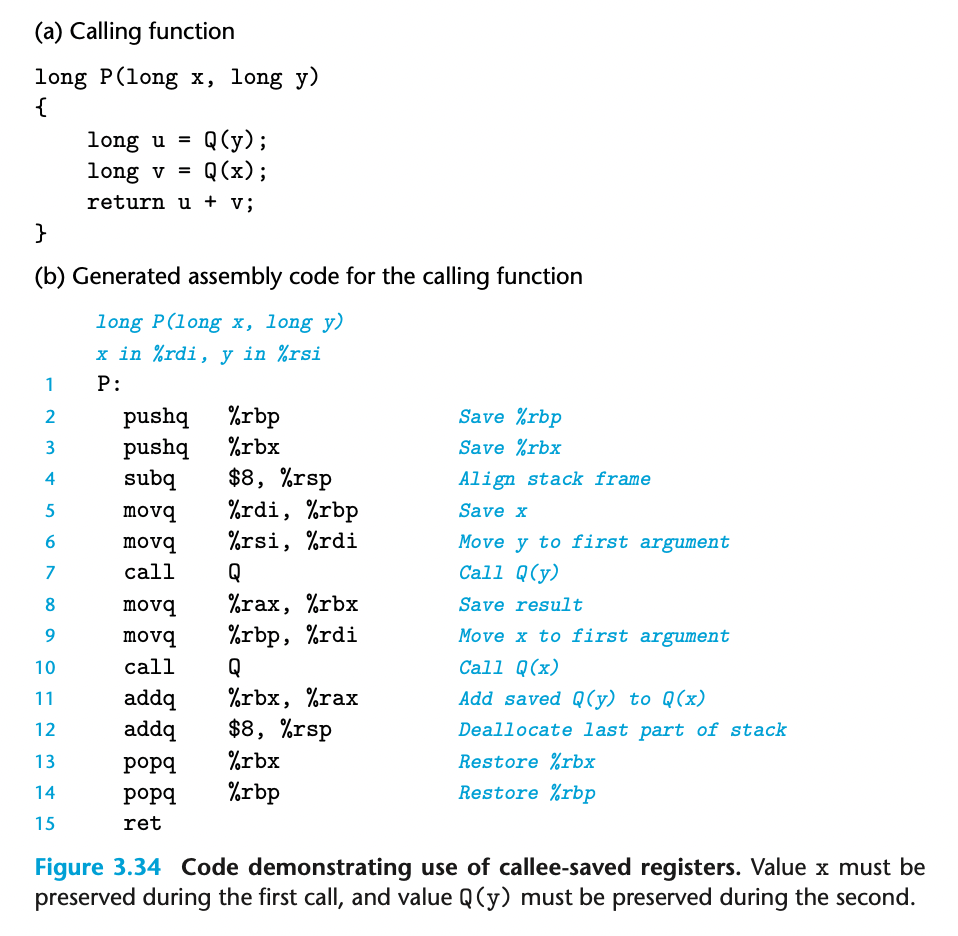 (a) Calling function
long P(long x, long y)
{
    long u = Q(y);
    long v = Q(x);
    return u + v;
}
(b) Generated assembly code for the calling function
long P(long x, long y)
x in %rdi, y in %rsi
1 P:
2 pushq %rbp Save %rbp
3 pushq %rbx Save %rbx
4 subq $8, %rsp Align stack frame
5 movq %rdi, %rbp Save x
6 movq %rsi, %rdi Move y to first argument
7 call Q Call Q(y)
8 movq %rax, %rbx Save result
9 movq %rbp, %rdi Move x to first argument
10 call Q Call Q(x)
11 addq %rbx, %rax Add saved Q(y) to Q(x)
12 addq $8, %rsp Deallocate last part of stack
13 popq %rbx Restore %rbx
14 popq %rbp Restore %rbp
15 ret
Figure 3.34 Code demonstrating use of callee-saved registers. Value x must be
preserved during the first call, and value Q(y) must be preserved during the second.